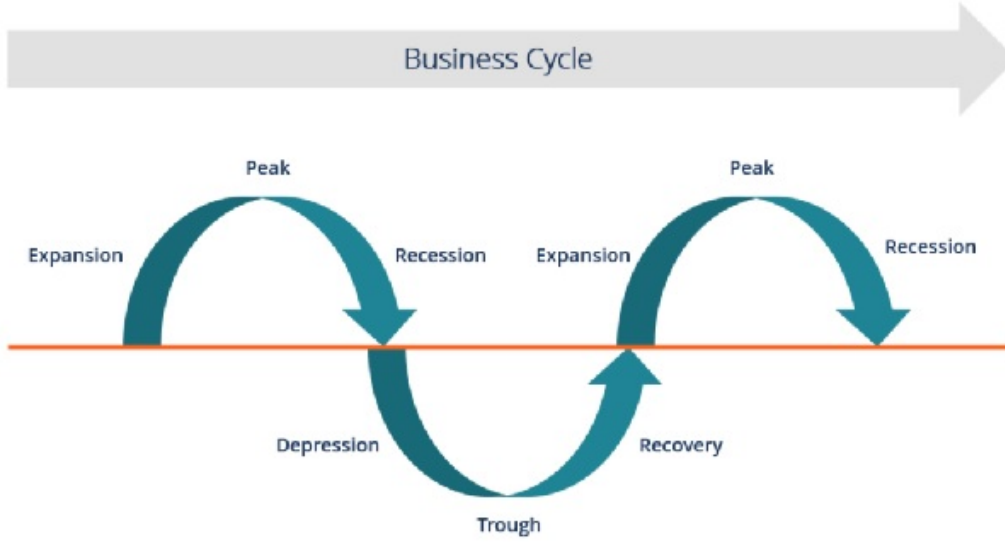 Business Cycle
Peak
Peak
Expansion
Recession
Expansion
Recession
Depression
Recovery
Trough